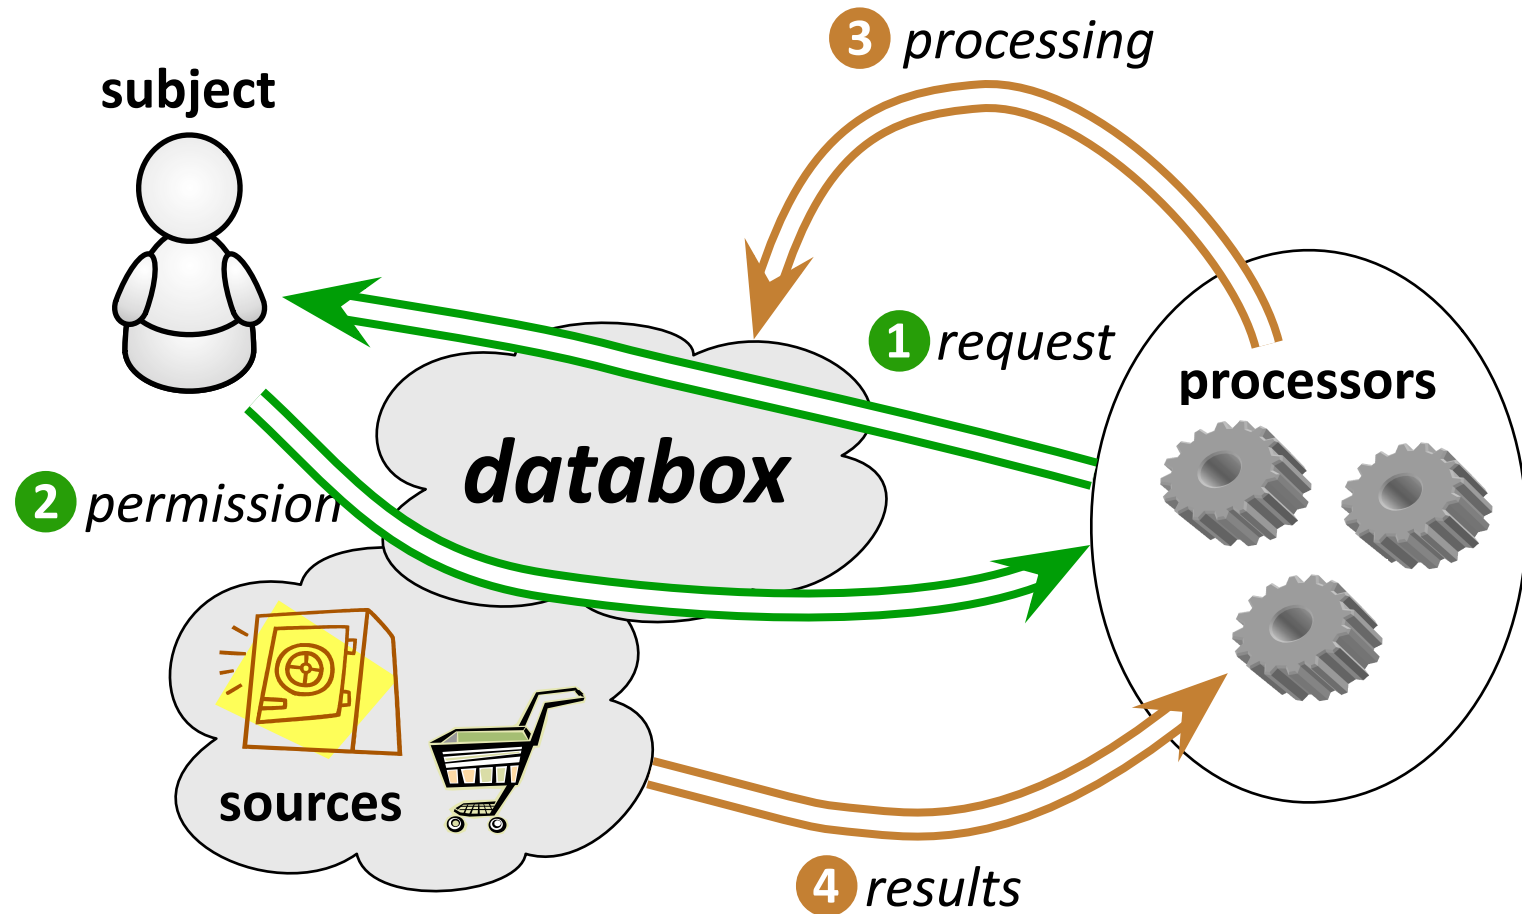 3 processing
subject
1 request
processors
databox
2 permission
sources
4 results